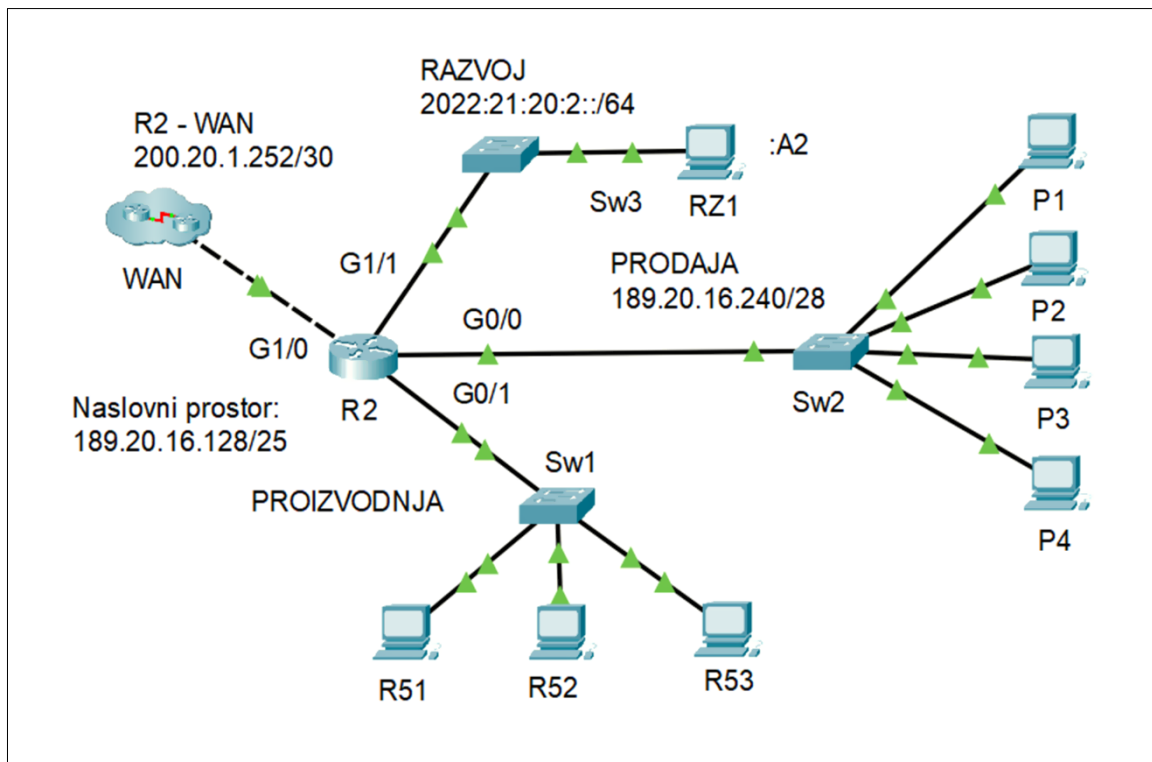 RAZVOJ
2022:21:20:2::/64
R2 - WAN
200.20.1.252/30
:A2
Sw3
RZ1
P1
WAN
G1/1
PRODAJA
189.20.16.240/28
P2
G1/0
G0/0
R2
G0/1
Sw2
P3
Naslovni prostor:
189.20.16.128/25
Sw1
PROIZVODNJA
P4
R51
R52
R53